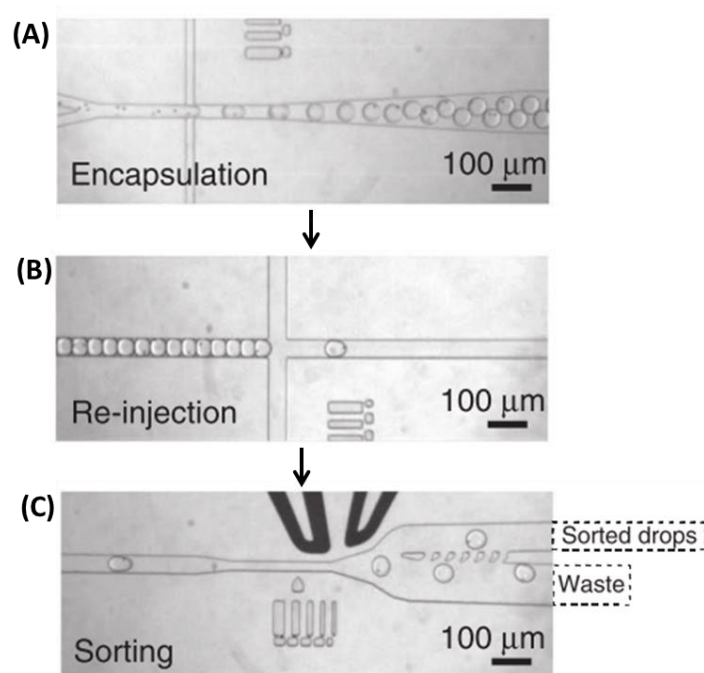 (A)
Encapsulation
100 μm
(B)
Re-injection
100 μm
(C)
Sorted drops
Waste
Sorting
100 μm